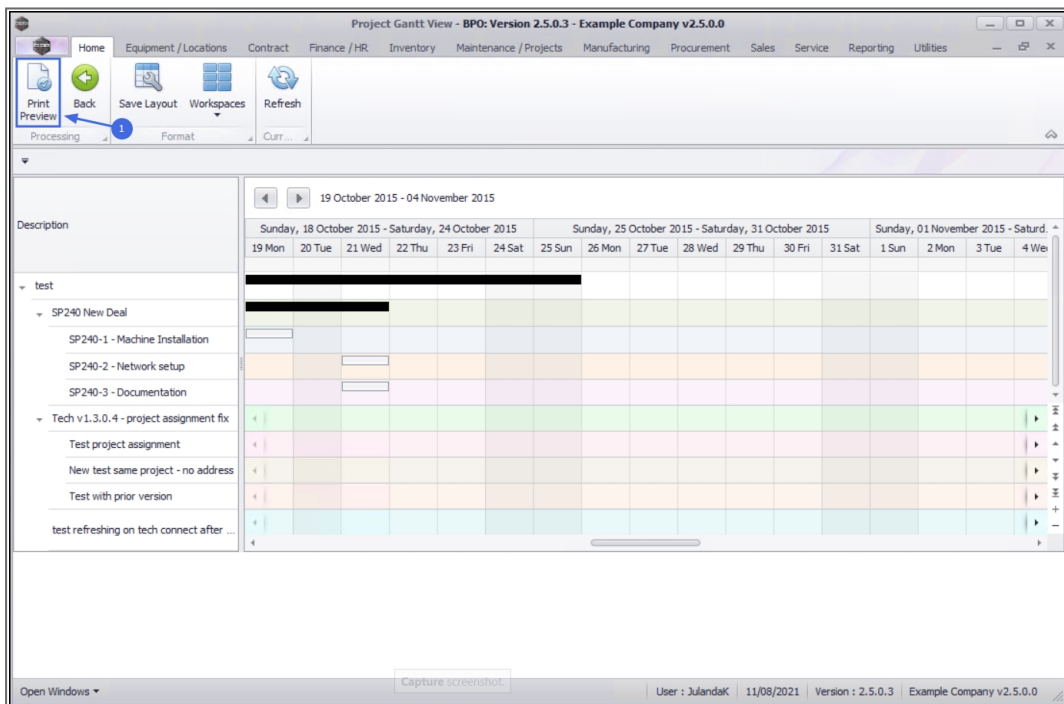 Project Gantt View - BPO: Version 2.5.0.3 - Example Company v2.5.0.0
Home Equipment / Locations Contract Finance / HR Inventory Maintenance / Projects Manufacturing Procurement Sales Service Reporting Utilities
Print Preview Back Save Layout Workspaces Refresh
1
Processing Format Curr...
19 October 2015 - 04 November 2015
Description
Sunday, 18 October 2015 - Saturday, 24 October 2015 Sunday, 25 October 2015 - Saturday, 31 October 2015 Sunday, 01 November 2015 - Saturd.
19 Mon 20 Tue 21 Wed 22 Thu 23 Fri 24 Sat 25 Sun 26 Mon 27 Tue 28 Wed 29 Thu 30 Fri 31 Sat 1 Sun 2 Mon 3 Tue 4 Wed
test
SP240 New Deal
SP240-1 - Machine Installation
SP240-2 - Network setup
SP240-3 - Documentation
Tech v1.3.0.4 - project assignment fix
Test project assignment
New test same project - no address
Test with prior version
test refreshing on tech connect after ...
Capture screenshot.
Open Windows User : JulandaK 11/08/2021 Version : 2.5.0.3 Example Company v2.5.0.0